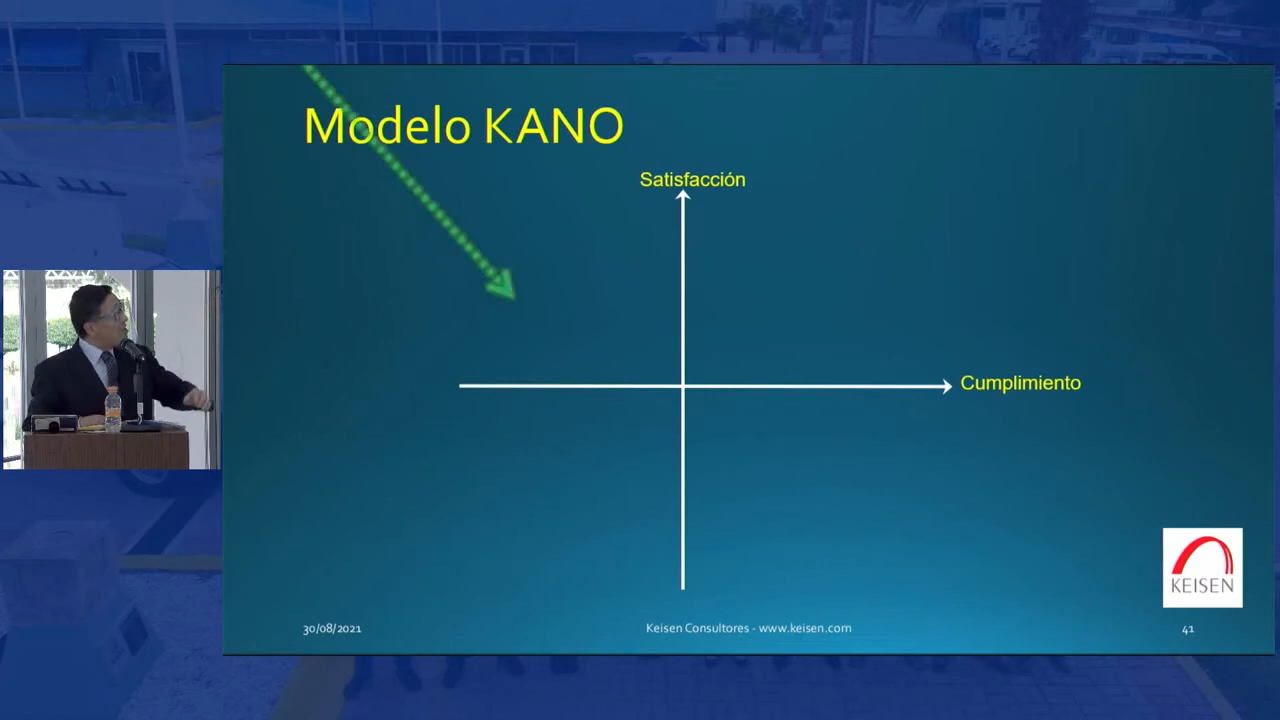 Modelo KANO
Satisfacción
Cumplimiento
KEISEN
30/08/2021
Keisen Consultores - www.keisen.com
41